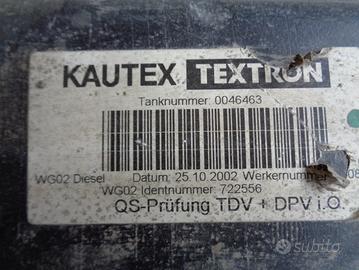 KAUTEX TEXTRON
Tanknummer: 0046463
WG02 Diesel Datum: 25.10.2002 Werkernummer
WG02 Identnummer: 722556
QS-Prüfung TDV + DPV i.O.
subito